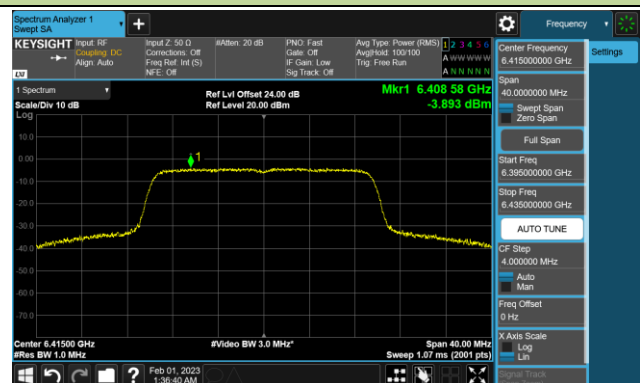 Spectrum Analyzer 1
Swept SA
Frequency
KEYSIGHT
Input: RF
Coupling: DC
Align: Auto
Input Z: 50 Ω
Corrections: Off
Freq Ref: Int (S)
NFE: Off
#Atten: 20 dB
PNO: Fast
Gate: Off
IF Gain: Low
Sig Track: Off
Avg Type: Power (RMS)
Avg|Hold: 100/100
Trig: Free Run
1 2 3 4 5 6
A W W W W W
A N N N N N
LXI
1 Spectrum
Scale/Div 10 dB
Log
Ref Lvl Offset 24.00 dB
Ref Level 20.00 dBm
Mkr1 6.408 58 GHz
-3.893 dBm
10.0
0.00
-10.0
-20.0
-30.0
-40.0
-50.0
-60.0
-70.0
1
Center 6.41500 GHz
#Res BW 1.0 MHz
#Video BW 3.0 MHz*
Span 40.00 MHz
Sweep 1.07 ms (2001 pts)
Feb 01, 2023
1:36:40 AM
Center Frequency
6.415000000 GHz
Settings
Span
40.0000000 MHz
Swept Span
Zero Span
Full Span
Start Freq
6.395000000 GHz
Stop Freq
6.435000000 GHz
AUTO TUNE
CF Step
4.000000 MHz
Auto
Man
Freq Offset
0 Hz
X Axis Scale
Log
Lin
Signal Track